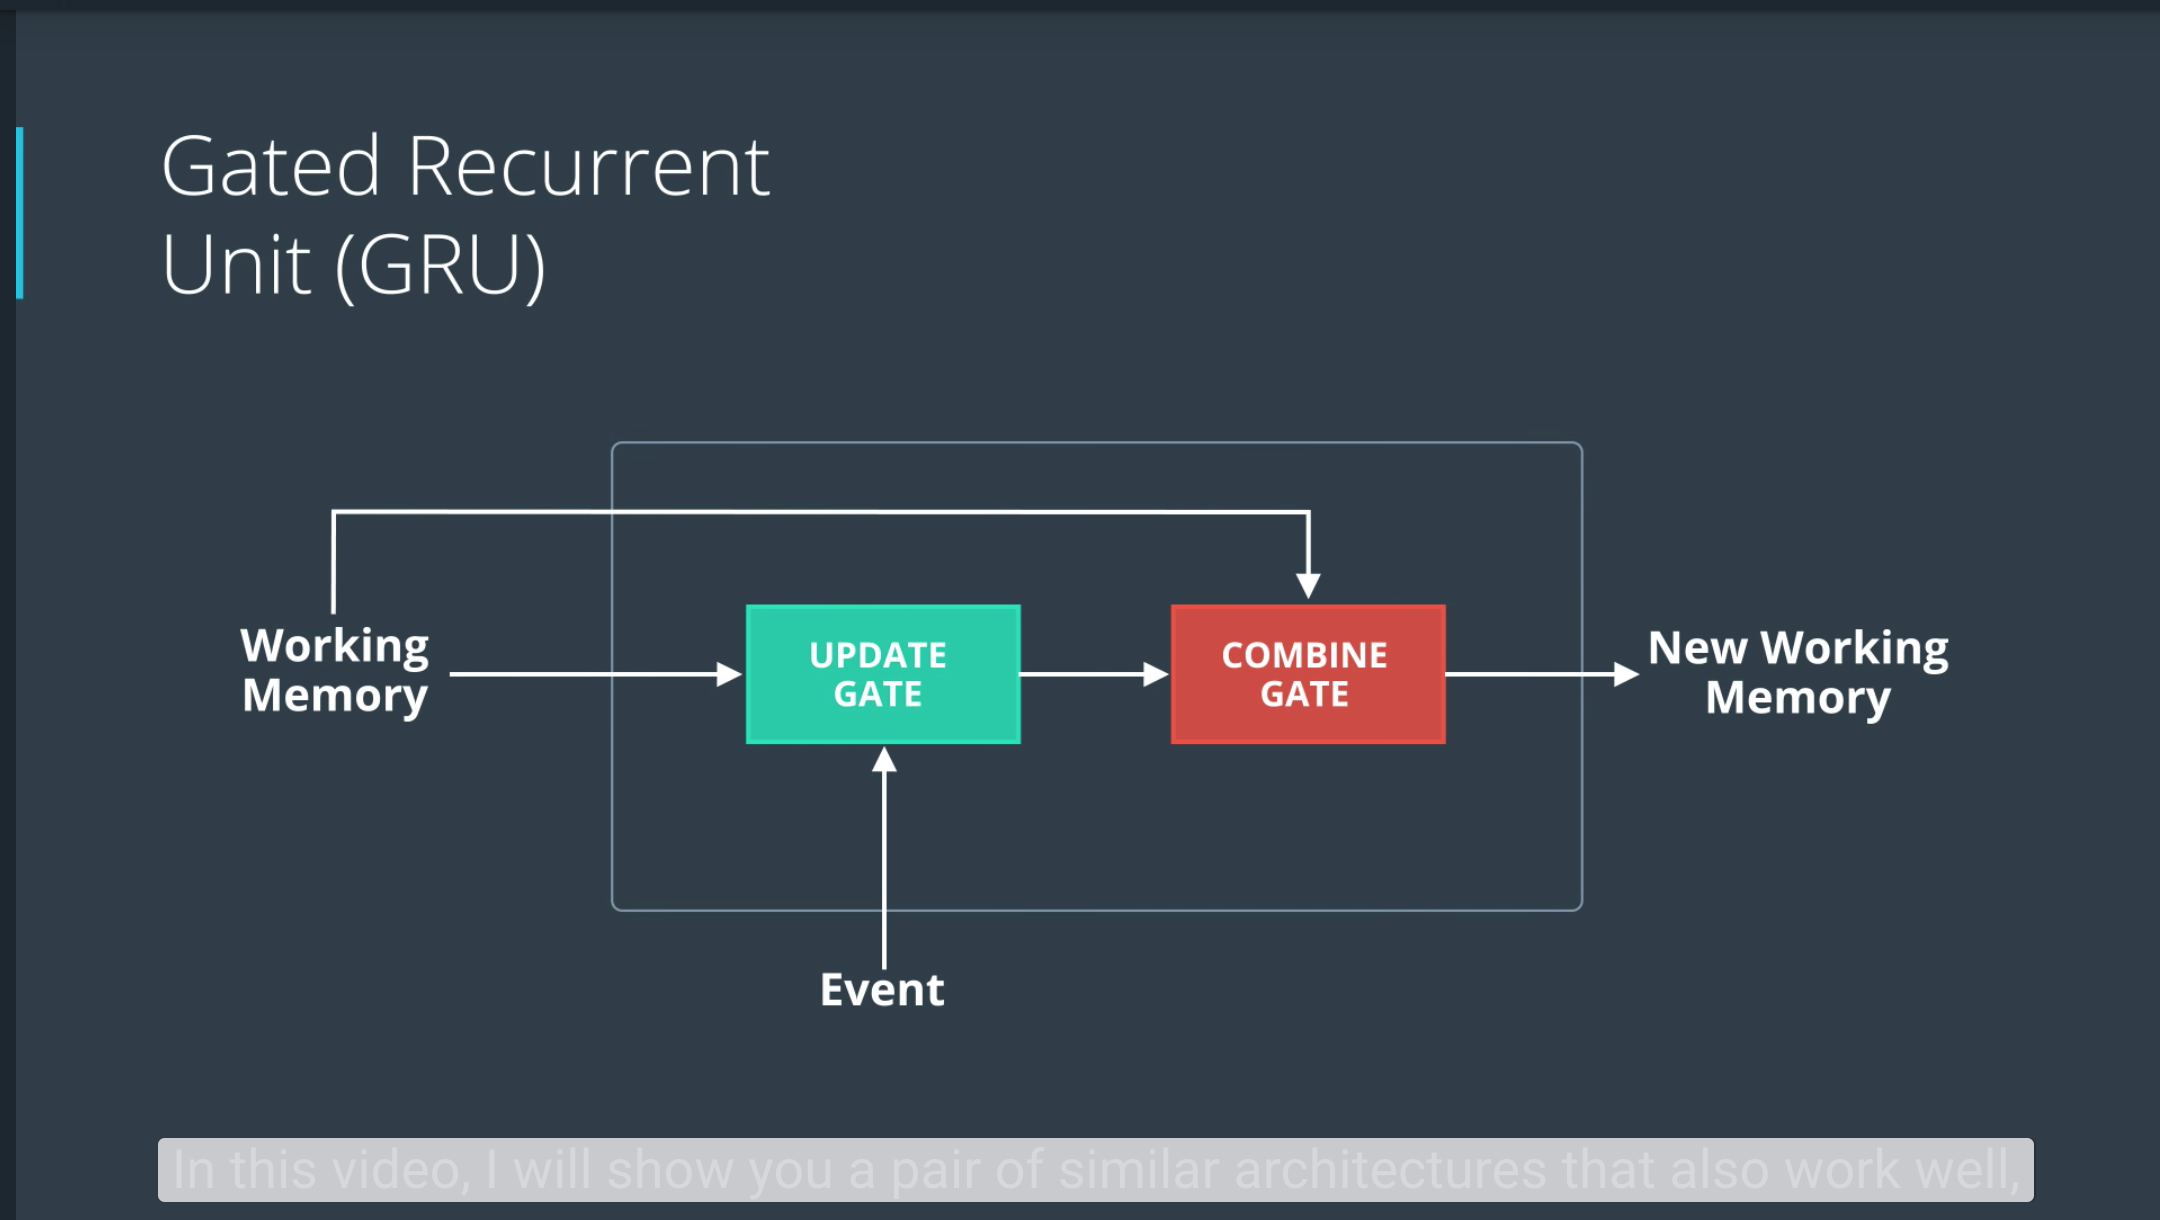 Gated Recurrent
Unit (GRU)
Working
Memory
UPDATE
GATE
COMBINE
GATE
New Working
Memory
Event
In this video, I will show you a pair of similar architectures that also work well,